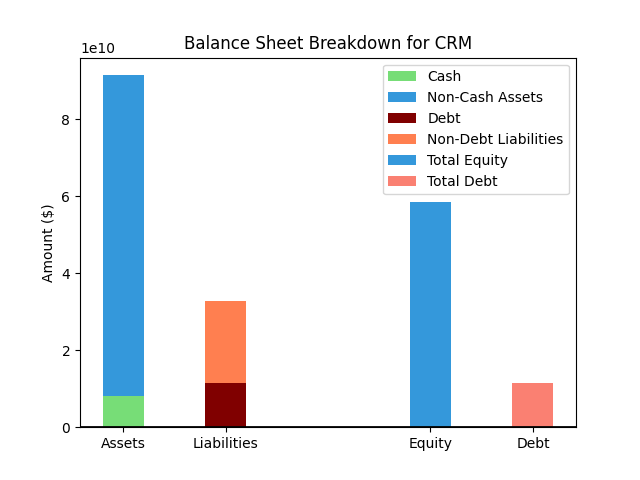 Balance Sheet Breakdown for CRM
1e10
Cash
Non-Cash Assets
Debt
Non-Debt Liabilities
Total Equity
Total Debt
8
6
4
2
0
Amount ($)
Assets Liabilities Equity Debt